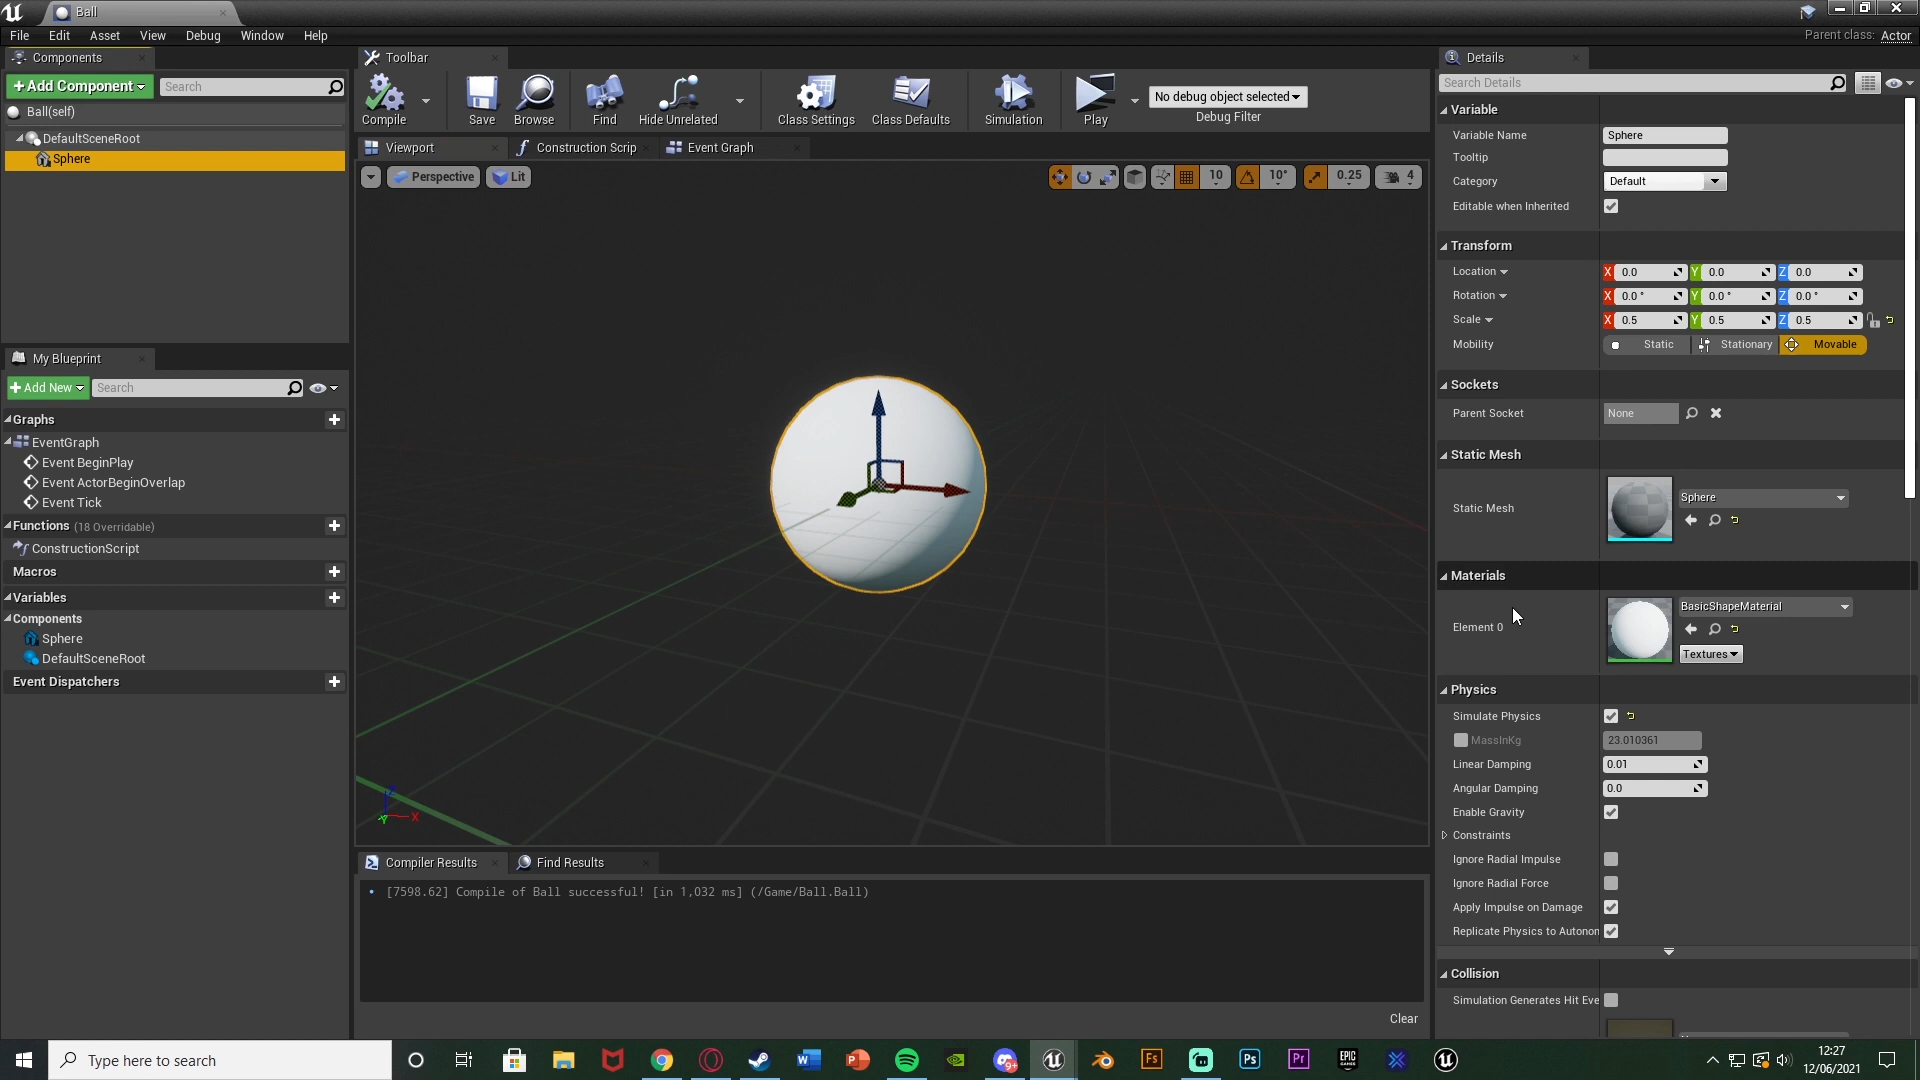 Ball
File Edit Asset View Debug Window Help
Parent class: Actor
Components
Toolbar
Details
+Add Component
Search
Search Details
Ball(self)
DefaultSceneRoot
Sphere
Compile
Save
Browse
Find
Hide Unrelated
Class Settings
Class Defaults
Simulation
Play
No debug object selected
Debug Filter
Viewport
Construction Scrip
Event Graph
Perspective
Lit
10
10°
0.25
4
Variable
Variable Name Sphere
Tooltip
Category Default
Editable when Inherited
Transform
Location X 0.0 Y 0.0 Z 0.0
Rotation X 0.0 ° Y 0.0 ° Z 0.0 °
Scale X 0.5 Y 0.5 Z 0.5
Mobility Static Stationary Movable
Sockets
Parent Socket None
Static Mesh
Static Mesh Sphere
Materials
Element 0 BasicShapeMaterial
Textures
Physics
Simulate Physics
MassInKg 23.010361
Linear Damping 0.01
Angular Damping 0.0
Enable Gravity
Constraints
Ignore Radial Impulse
Ignore Radial Force
Apply Impulse on Damage
Replicate Physics to Autonon
Collision
Simulation Generates Hit Eve
My Blueprint
+Add New
Search
Graphs
EventGraph
Event BeginPlay
Event ActorBeginOverlap
Event Tick
Functions (18 Overridable)
ConstructionScript
Macros
Variables
Components
Sphere
DefaultSceneRoot
Event Dispatchers
Z
X
Y
Compiler Results
Find Results
[7598.62] Compile of Ball successful! [in 1,032 ms] (/Game/Ball.Ball)
Clear
Type here to search
W
P
9+
Fs
Ps
Pr
EPIC GAMES
12:27
12/06/2021